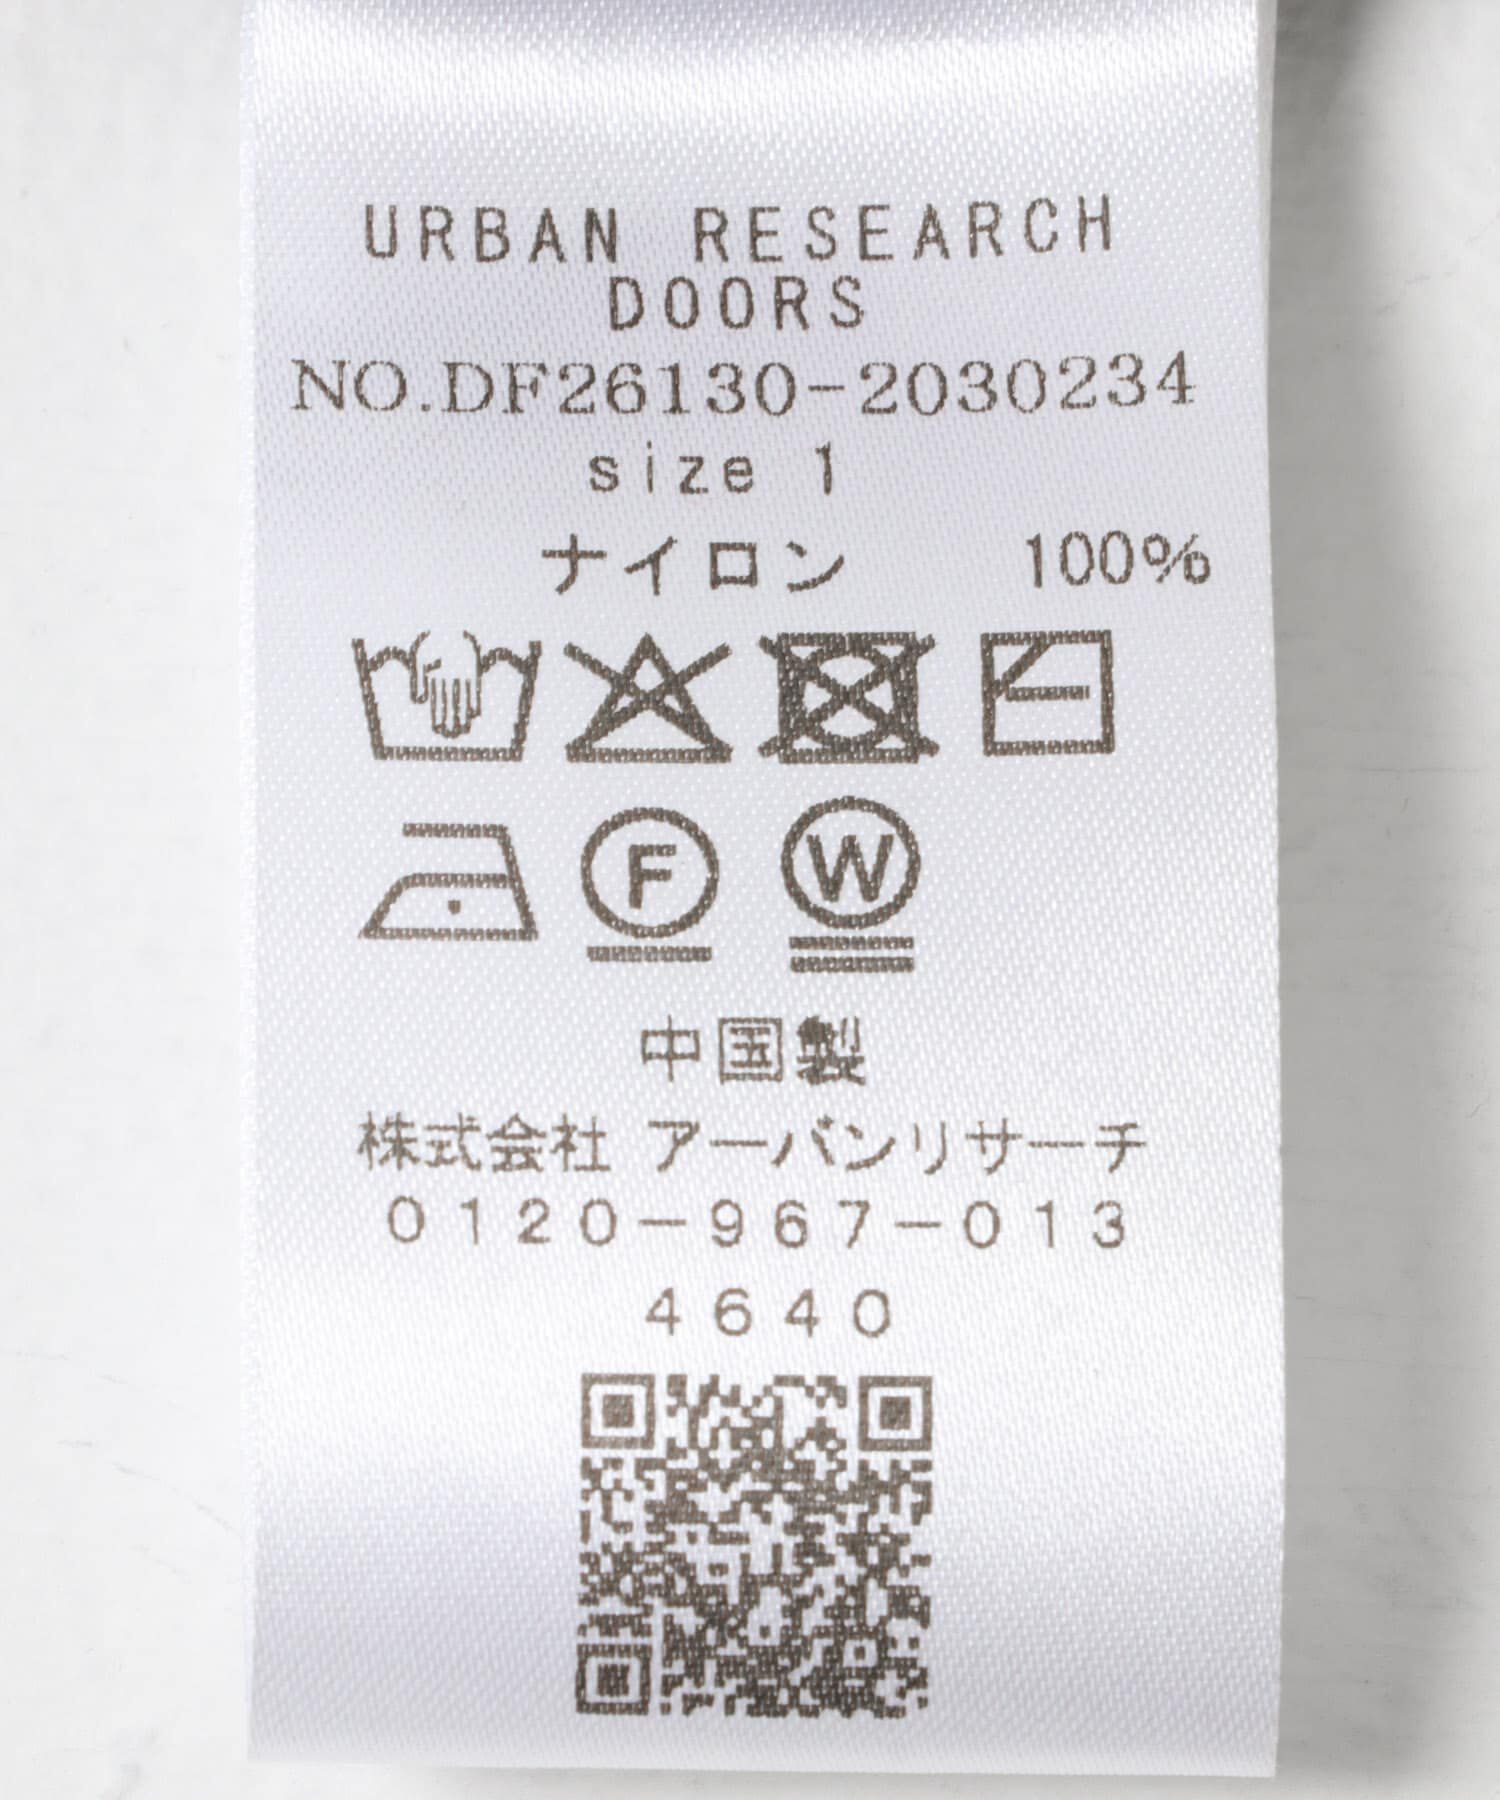 URBAN RESEARCH
DOORS
NO.DF26130-2030234
size 1
ナイロン 100%
F W
中国製
株式会社 アーバンリサーチ
0120-967-013
4640